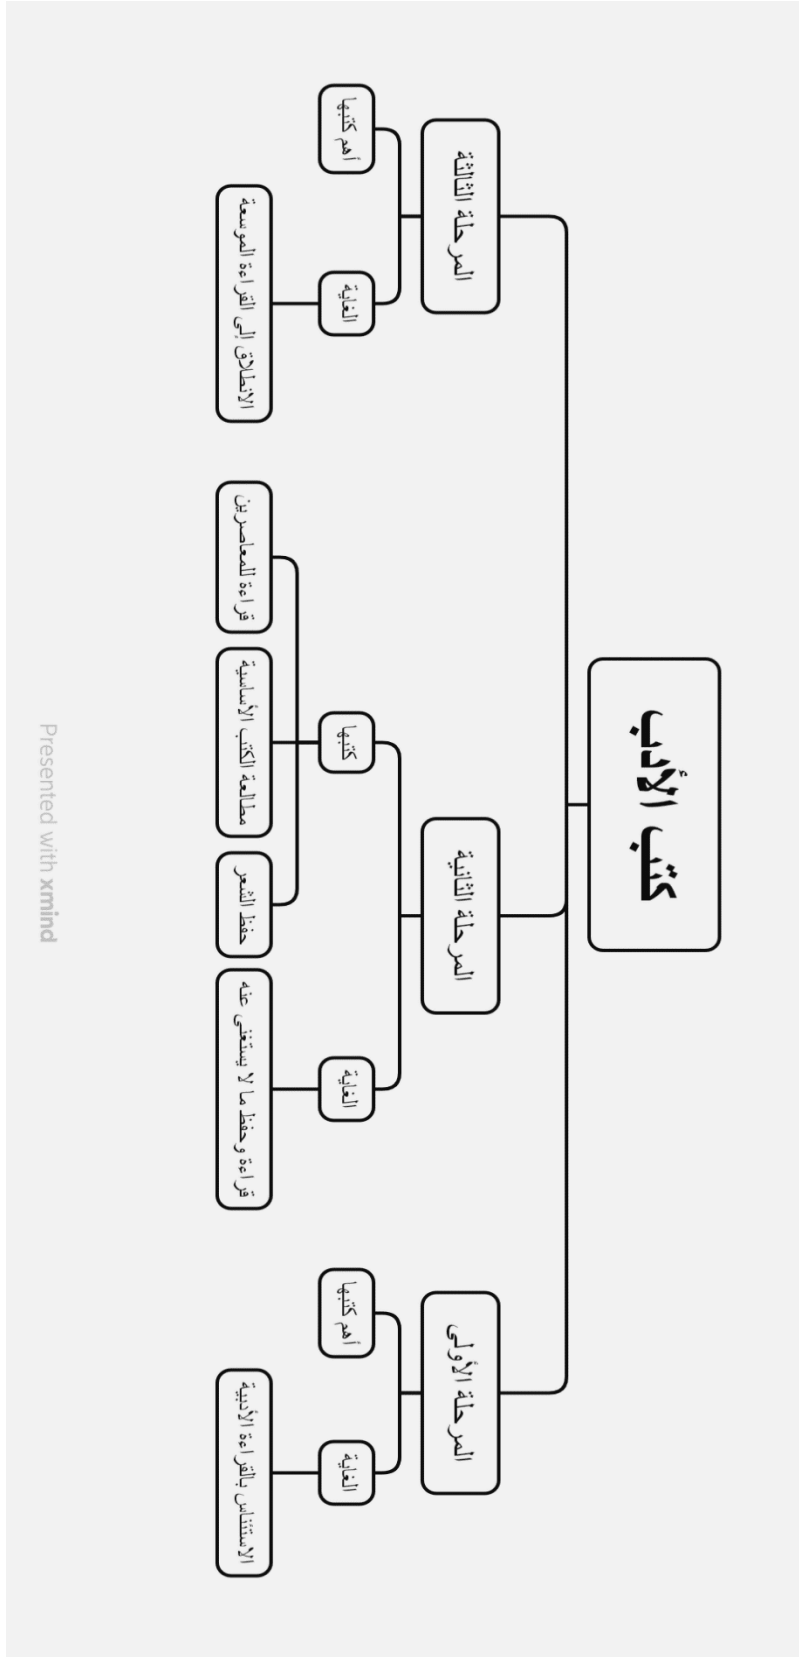 كتب الأدب
المرحلة الأولى
الغاية
الاستئناس بالقراءة الأدبية
أهم كتبها
المرحلة الثانية
الغاية
قراءة وحفظ ما لا يستغنى عنه
كتبها
حفظ الشعر
مطالعة الكتب الأساسية
قراءة للمعاصرين
المرحلة الثالثة
الغاية
الانطلاق إلى القراءة الموسعة
أهم كتبها
Presented with xmind